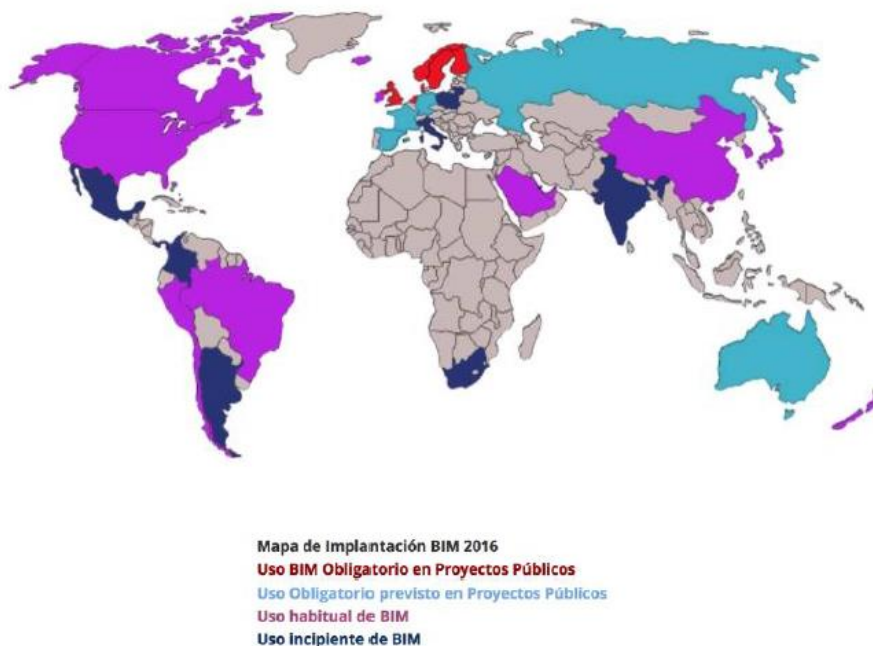 Mapa de Implantación BIM 2016
Uso BIM Obligatorio en Proyectos Públicos
Uso Obligatorio previsto en Proyectos Públicos
Uso habitual de BIM
Uso incipiente de BIM